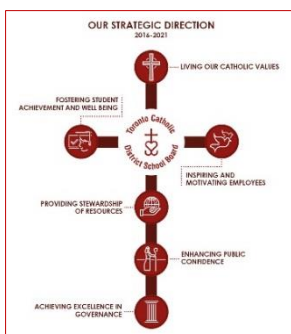 OUR STRATEGIC DIRECTION
2016-2021
LIVING OUR CATHOLIC VALUES
FOSTERING STUDENT
ACHIEVEMENT AND WELL BEING
Toronto Catholic
District School Board
INSPIRING AND
MOTIVATING EMPLOYEES
PROVIDING STEWARDSHIP
OF RESOURCES
ENHANCING PUBLIC
CONFIDENCE
ACHIEVING EXCELLENCE IN
GOVERNANCE